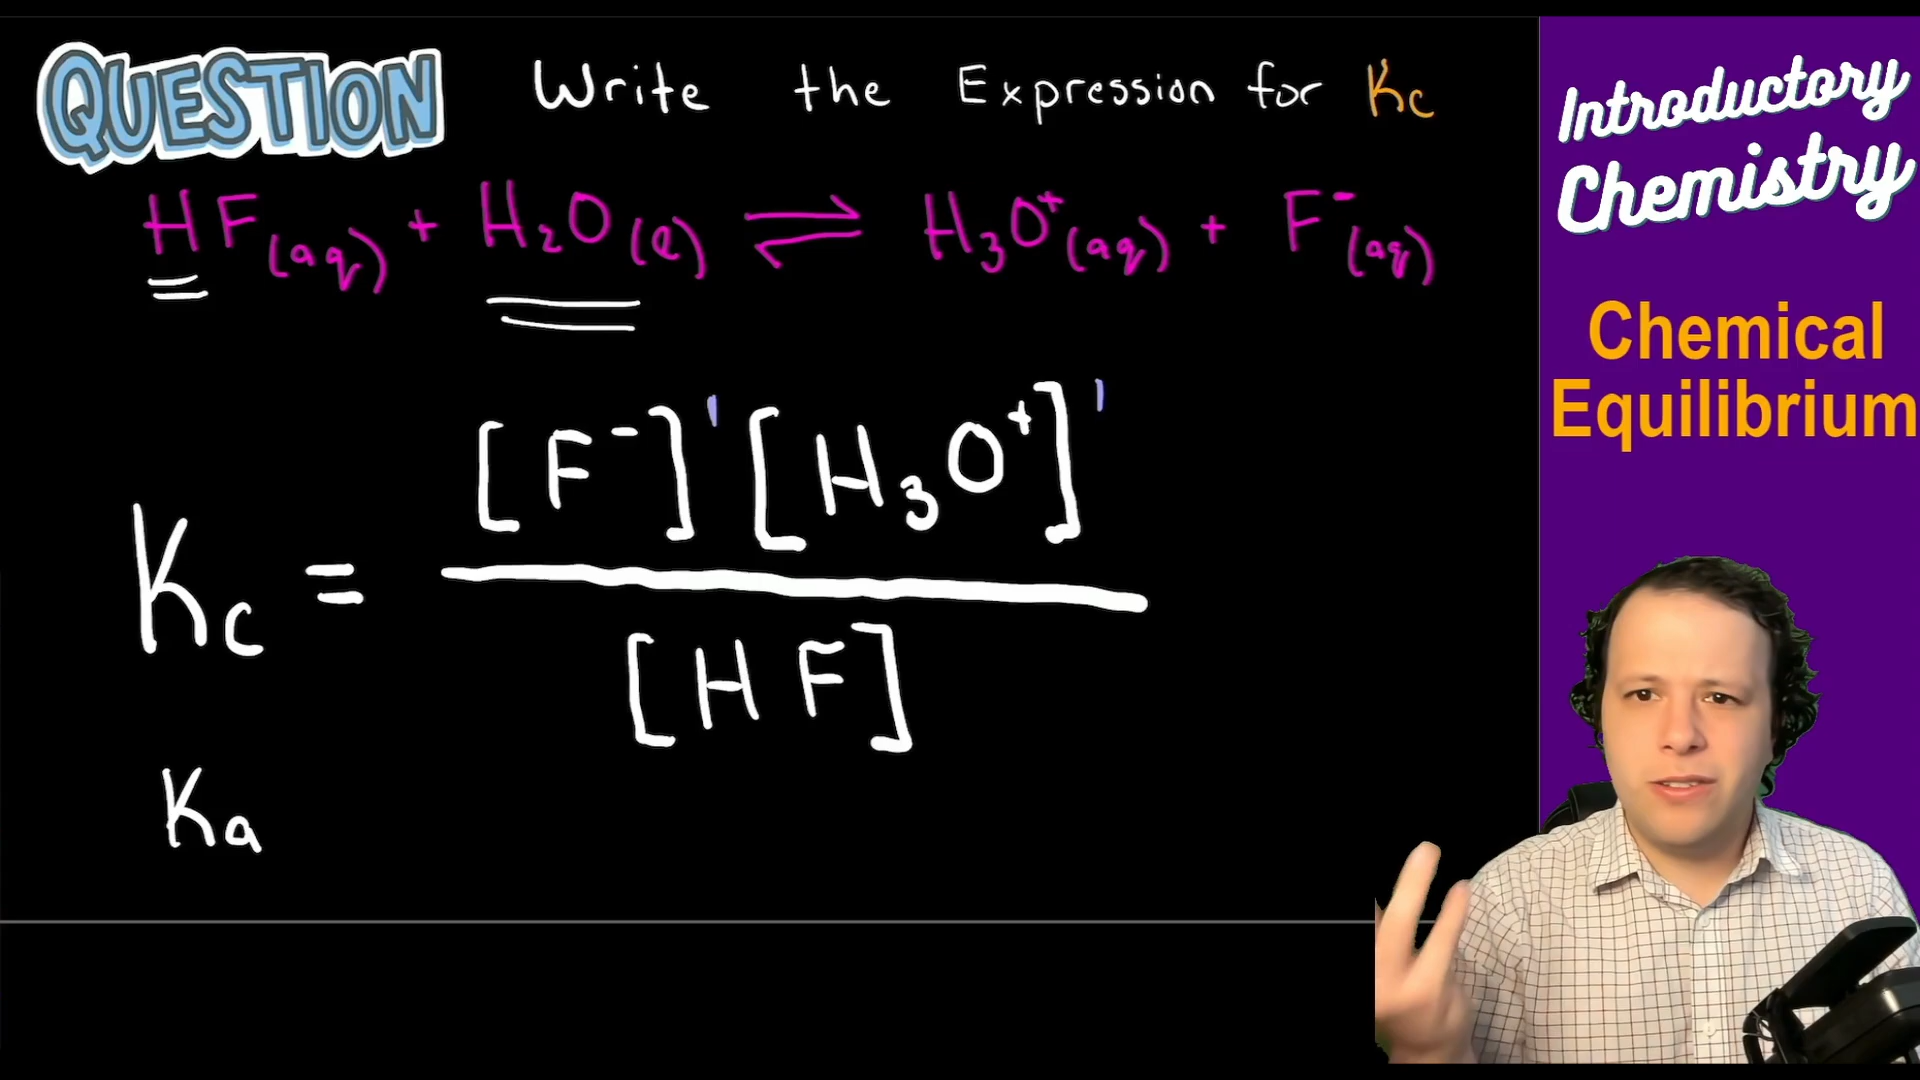 QUESTION Write the Expression for Kc
HF(aq) + H₂O(l) ⇌ H₃O⁺(aq) + F⁻(aq)
Kc = [F⁻]¹[H₃O⁺]¹
[HF]
Ka
Introductory
Chemistry
Chemical
Equilibrium